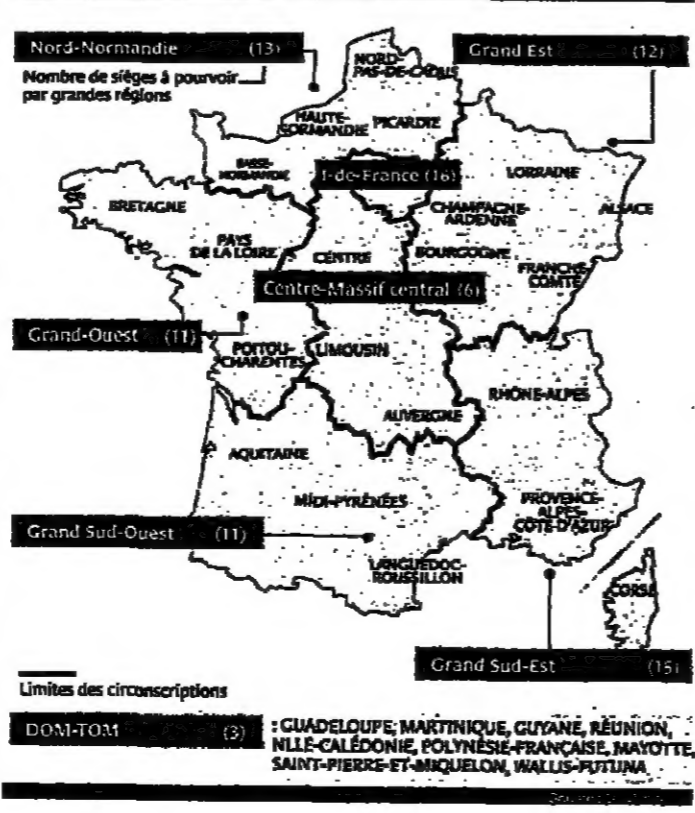 Nord-Normandie (13)
Nombre de sièges à pourvoir
par grandes régions
Grand Est (12)
NORD-
PAS-DE-CALAIS
HAUTE-
NORMANDIE
PICARDIE
BASSE-
NORMANDIE
I-de-France (16)
LORRAINE
BRETAGNE
CHAMPAGNE-
ARDENNE
ALSACE
PAYS
DE LA LOIRE
CENTRE
BOURGOGNE
FRANCHE-
COMTÉ
Centre-Massif central (6)
Grand-Ouest (11)
POITOU-
CHARENTES
LIMOUSIN
RHÔNE-ALPES
AUVERGNE
AQUITAINE
MIDI-PYRÉNÉES
PROVENCE-
ALPES-
CÔTE-D'AZUR
Grand Sud-Ouest (11)
LANGUEDOC-
ROUSSILLON
CORSE
Grand Sud-Est (15)
Limites des circonscriptions
DOM-TOM (3)
: GUADELOUPE, MARTINIQUE, GUYANE, RÉUNION,
NLLE-CALÉDONIE, POLYNÉSIE-FRANÇAISE, MAYOTTE,
SAINT-PIERRE-ET-MIQUELON, WALLIS-FUTUNA